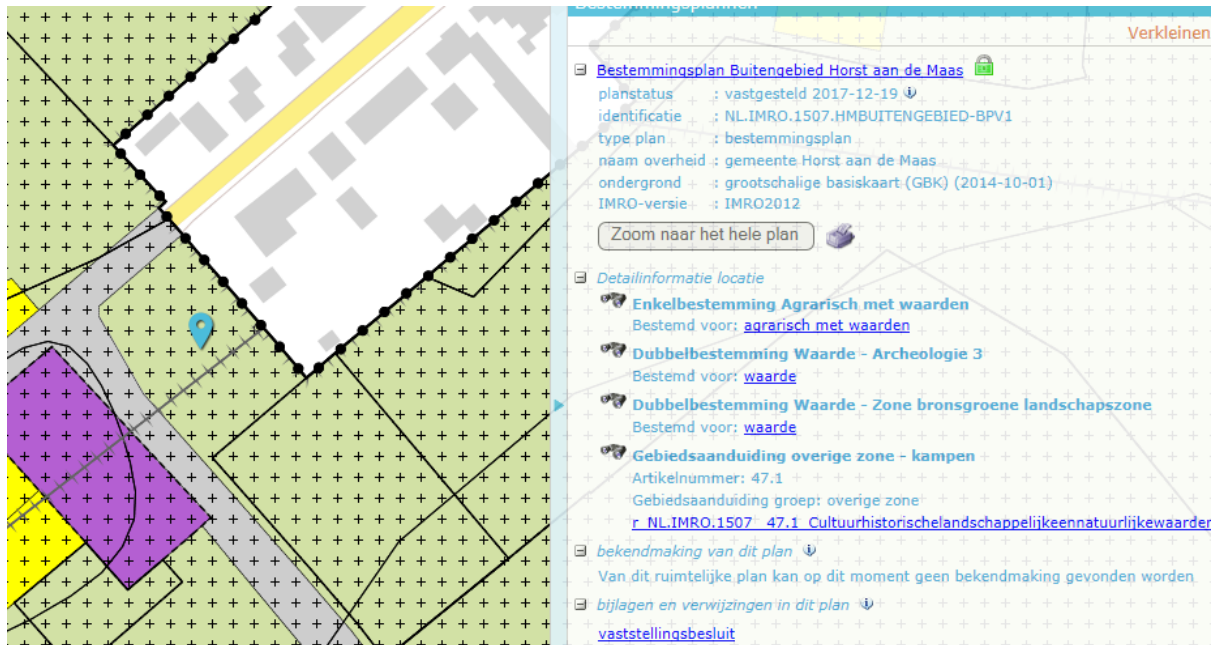 Bestemmingsplannen
Verkleinen
Bestemmingsplan Buitengebied Horst aan de Maas
planstatus : vastgesteld 2017-12-19
identificatie : NL.IMRO.1507.HMBUITENGEBIED-BPV1
type plan : bestemmingsplan
naam overheid : gemeente Horst aan de Maas
ondergrond : grootschalige basiskaart (GBK) (2014-10-01)
IMRO-versie : IMRO2012
Zoom naar het hele plan
Detailinformatie locatie
Enkelbestemming Agrarisch met waarden
Bestemd voor: agrarisch met waarden
Dubbelbestemming Waarde - Archeologie 3
Bestemd voor: waarde
Dubbelbestemming Waarde - Zone bronsgroene landschapszone
Bestemd voor: waarde
Gebiedsaanduiding overige zone - kampen
Artikelnummer: 47.1
Gebiedsaanduiding groep: overige zone
r_NL.IMRO.1507_ 47.1_Cultuurhistorischelandschappelijkeennatuurlijkewaarden
bekendmaking van dit plan
Van dit ruimtelijke plan kan op dit moment geen bekendmaking gevonden worden
bijlagen en verwijzingen in dit plan
vaststellingsbesluit